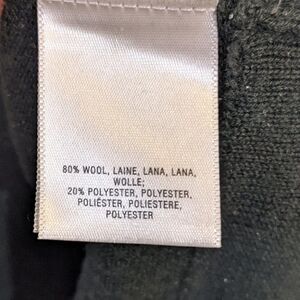 80% WOOL, LAINE, LANA, LANA,
WOLLE;
20% POLYESTER, POLYESTER,
POLIÉSTER, POLIESTERE,
POLYESTER